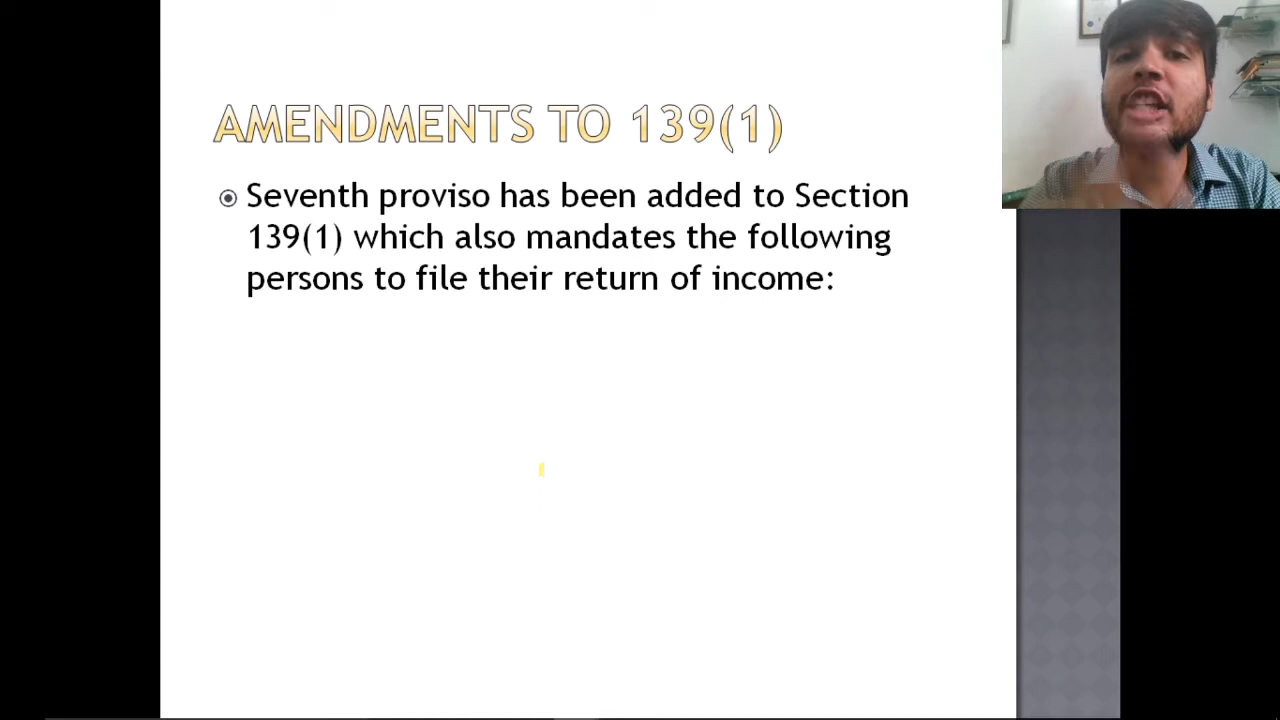 AMENDMENTS TO 139(1)
Seventh proviso has been added to Section
139(1) which also mandates the following
persons to file their return of income: